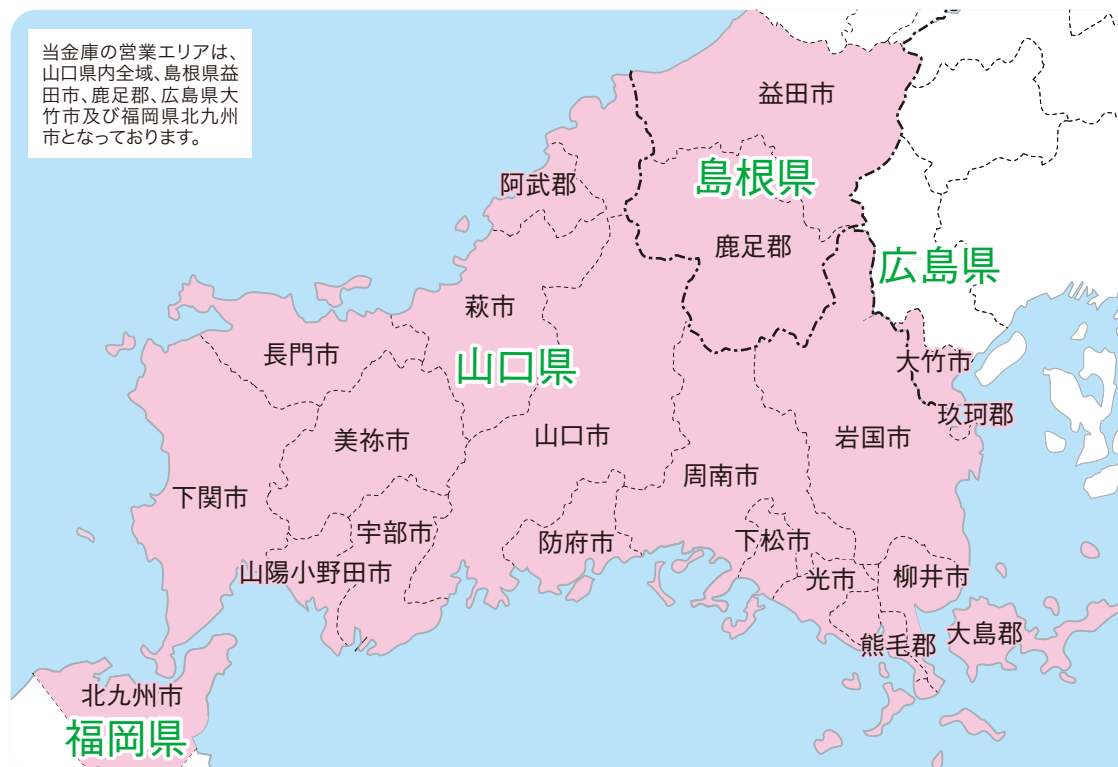 当金庫の営業エリアは、
山口県内全域、島根県益
田市、鹿足郡、広島県大
竹市及び福岡県北九州
市となっております。
益田市
島根県
阿武郡
鹿足郡
広島県
萩市
長門市
山口県
大竹市
玖珂郡
美祢市
山口市
岩国市
周南市
下関市
宇部市
防府市
下松市
山陽小野田市
光市
柳井市
熊毛郡
大島郡
北九州市
福岡県